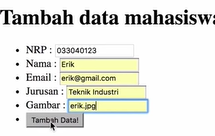 Tambah data mahasisw
NRP : 033040123
Nama : Erik
Email : erik@gmail.com
Jurusan : Teknik Industri
Gambar : erik.jpg
Tambah Data!